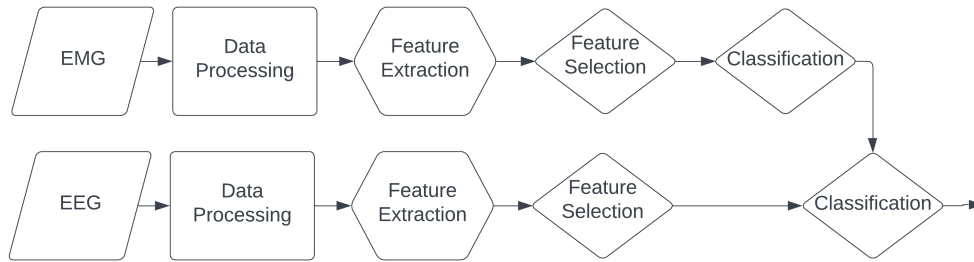 EMG
Data
Processing
Feature
Extraction
Feature
Selection
Classification
EEG
Data
Processing
Feature
Extraction
Feature
Selection
Classification